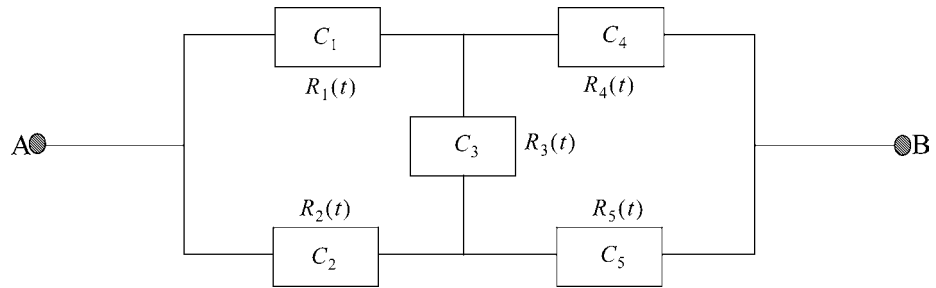 C₁ C₄
R₁(t) R₄(t)
A C₃ R₃(t) B
R₂(t) R₅(t)
C₂ C₅